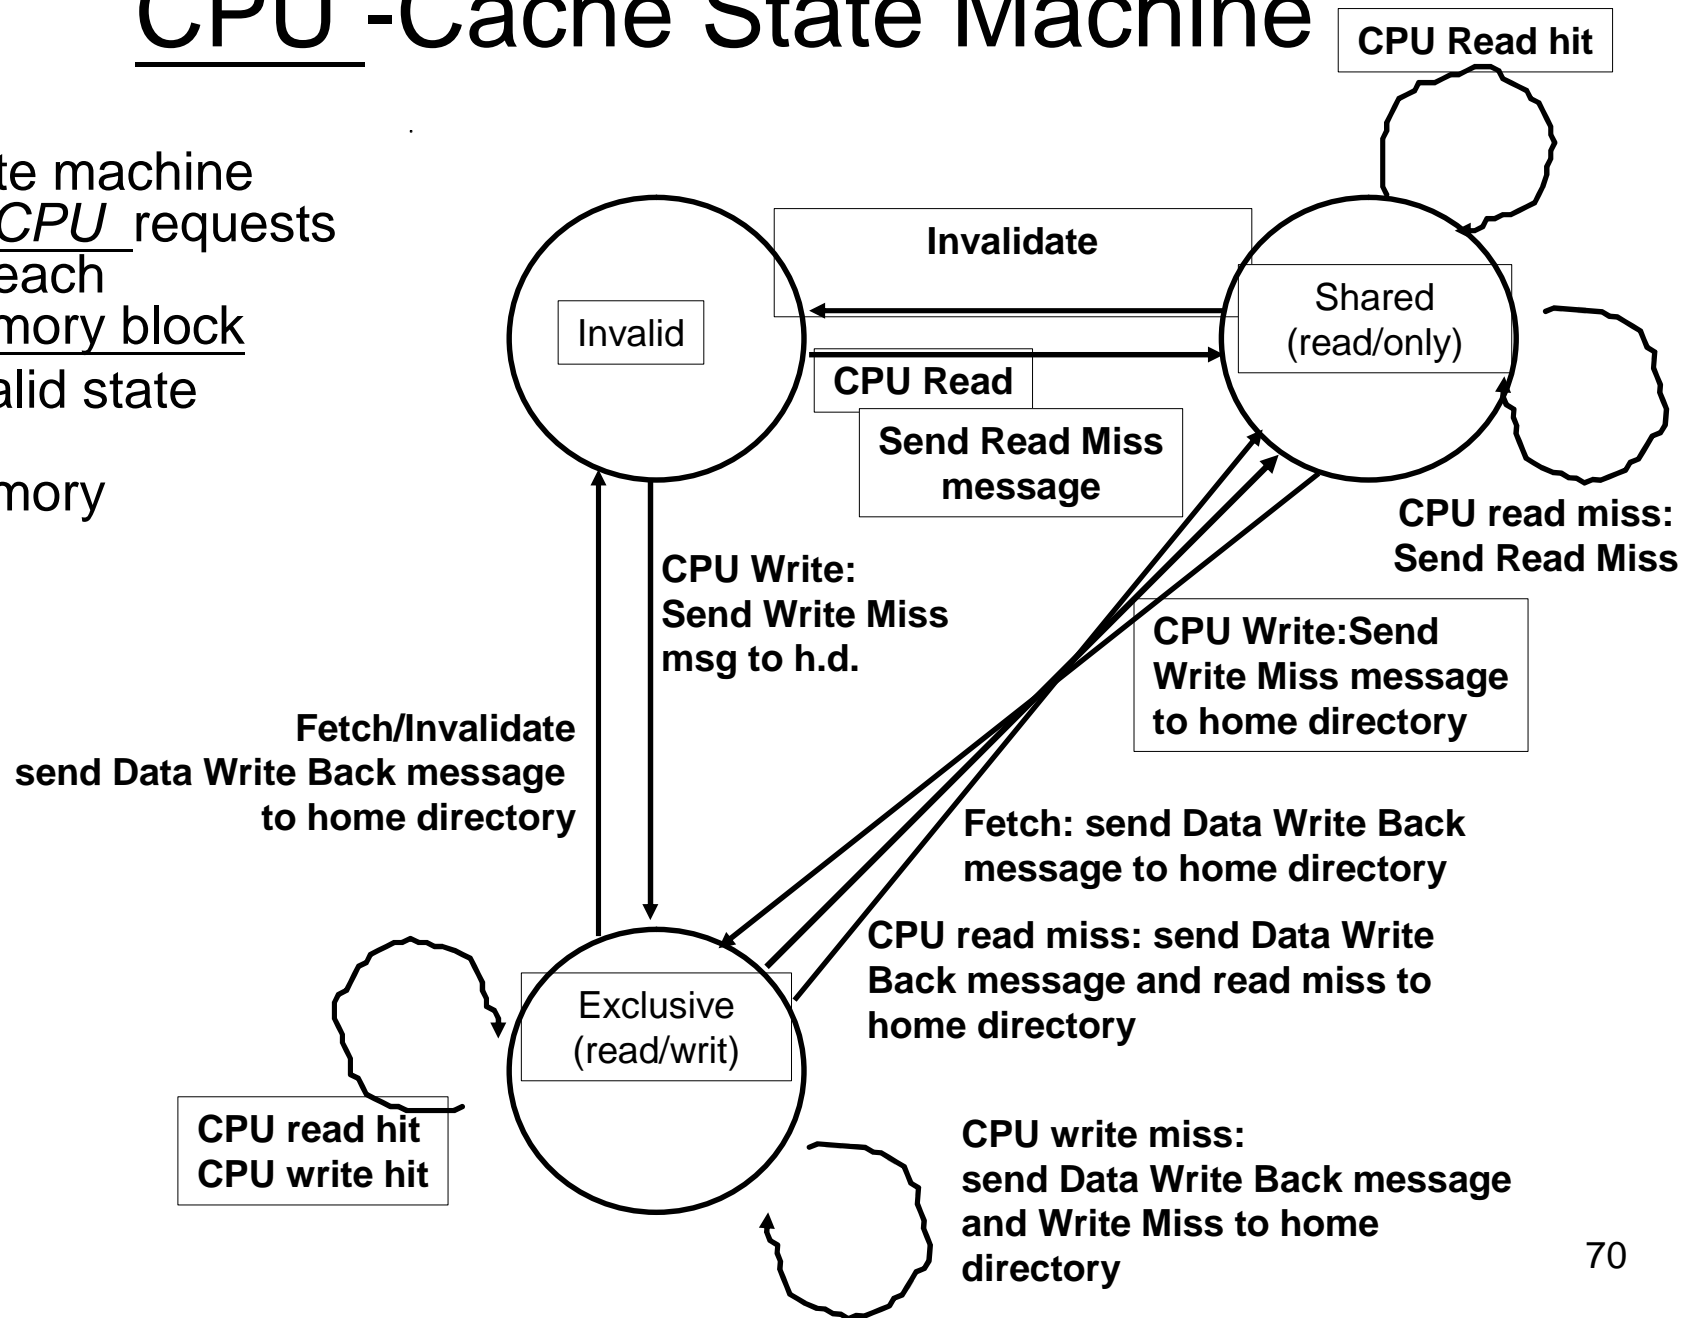 CPU -Cache State Machine
CPU Read hit
te machine
CPU requests
each
mory block
alid state
mory
Invalidate
Invalid
Shared
(read/only)
CPU Read
Send Read Miss
message
CPU read miss:
Send Read Miss
CPU Write:
Send Write Miss
msg to h.d.
CPU Write:Send
Write Miss message
to home directory
Fetch/Invalidate
send Data Write Back message
to home directory
Fetch: send Data Write Back
message to home directory
CPU read miss: send Data Write
Back message and read miss to
home directory
Exclusive
(read/writ)
CPU read hit
CPU write hit
CPU write miss:
send Data Write Back message
and Write Miss to home
directory
70